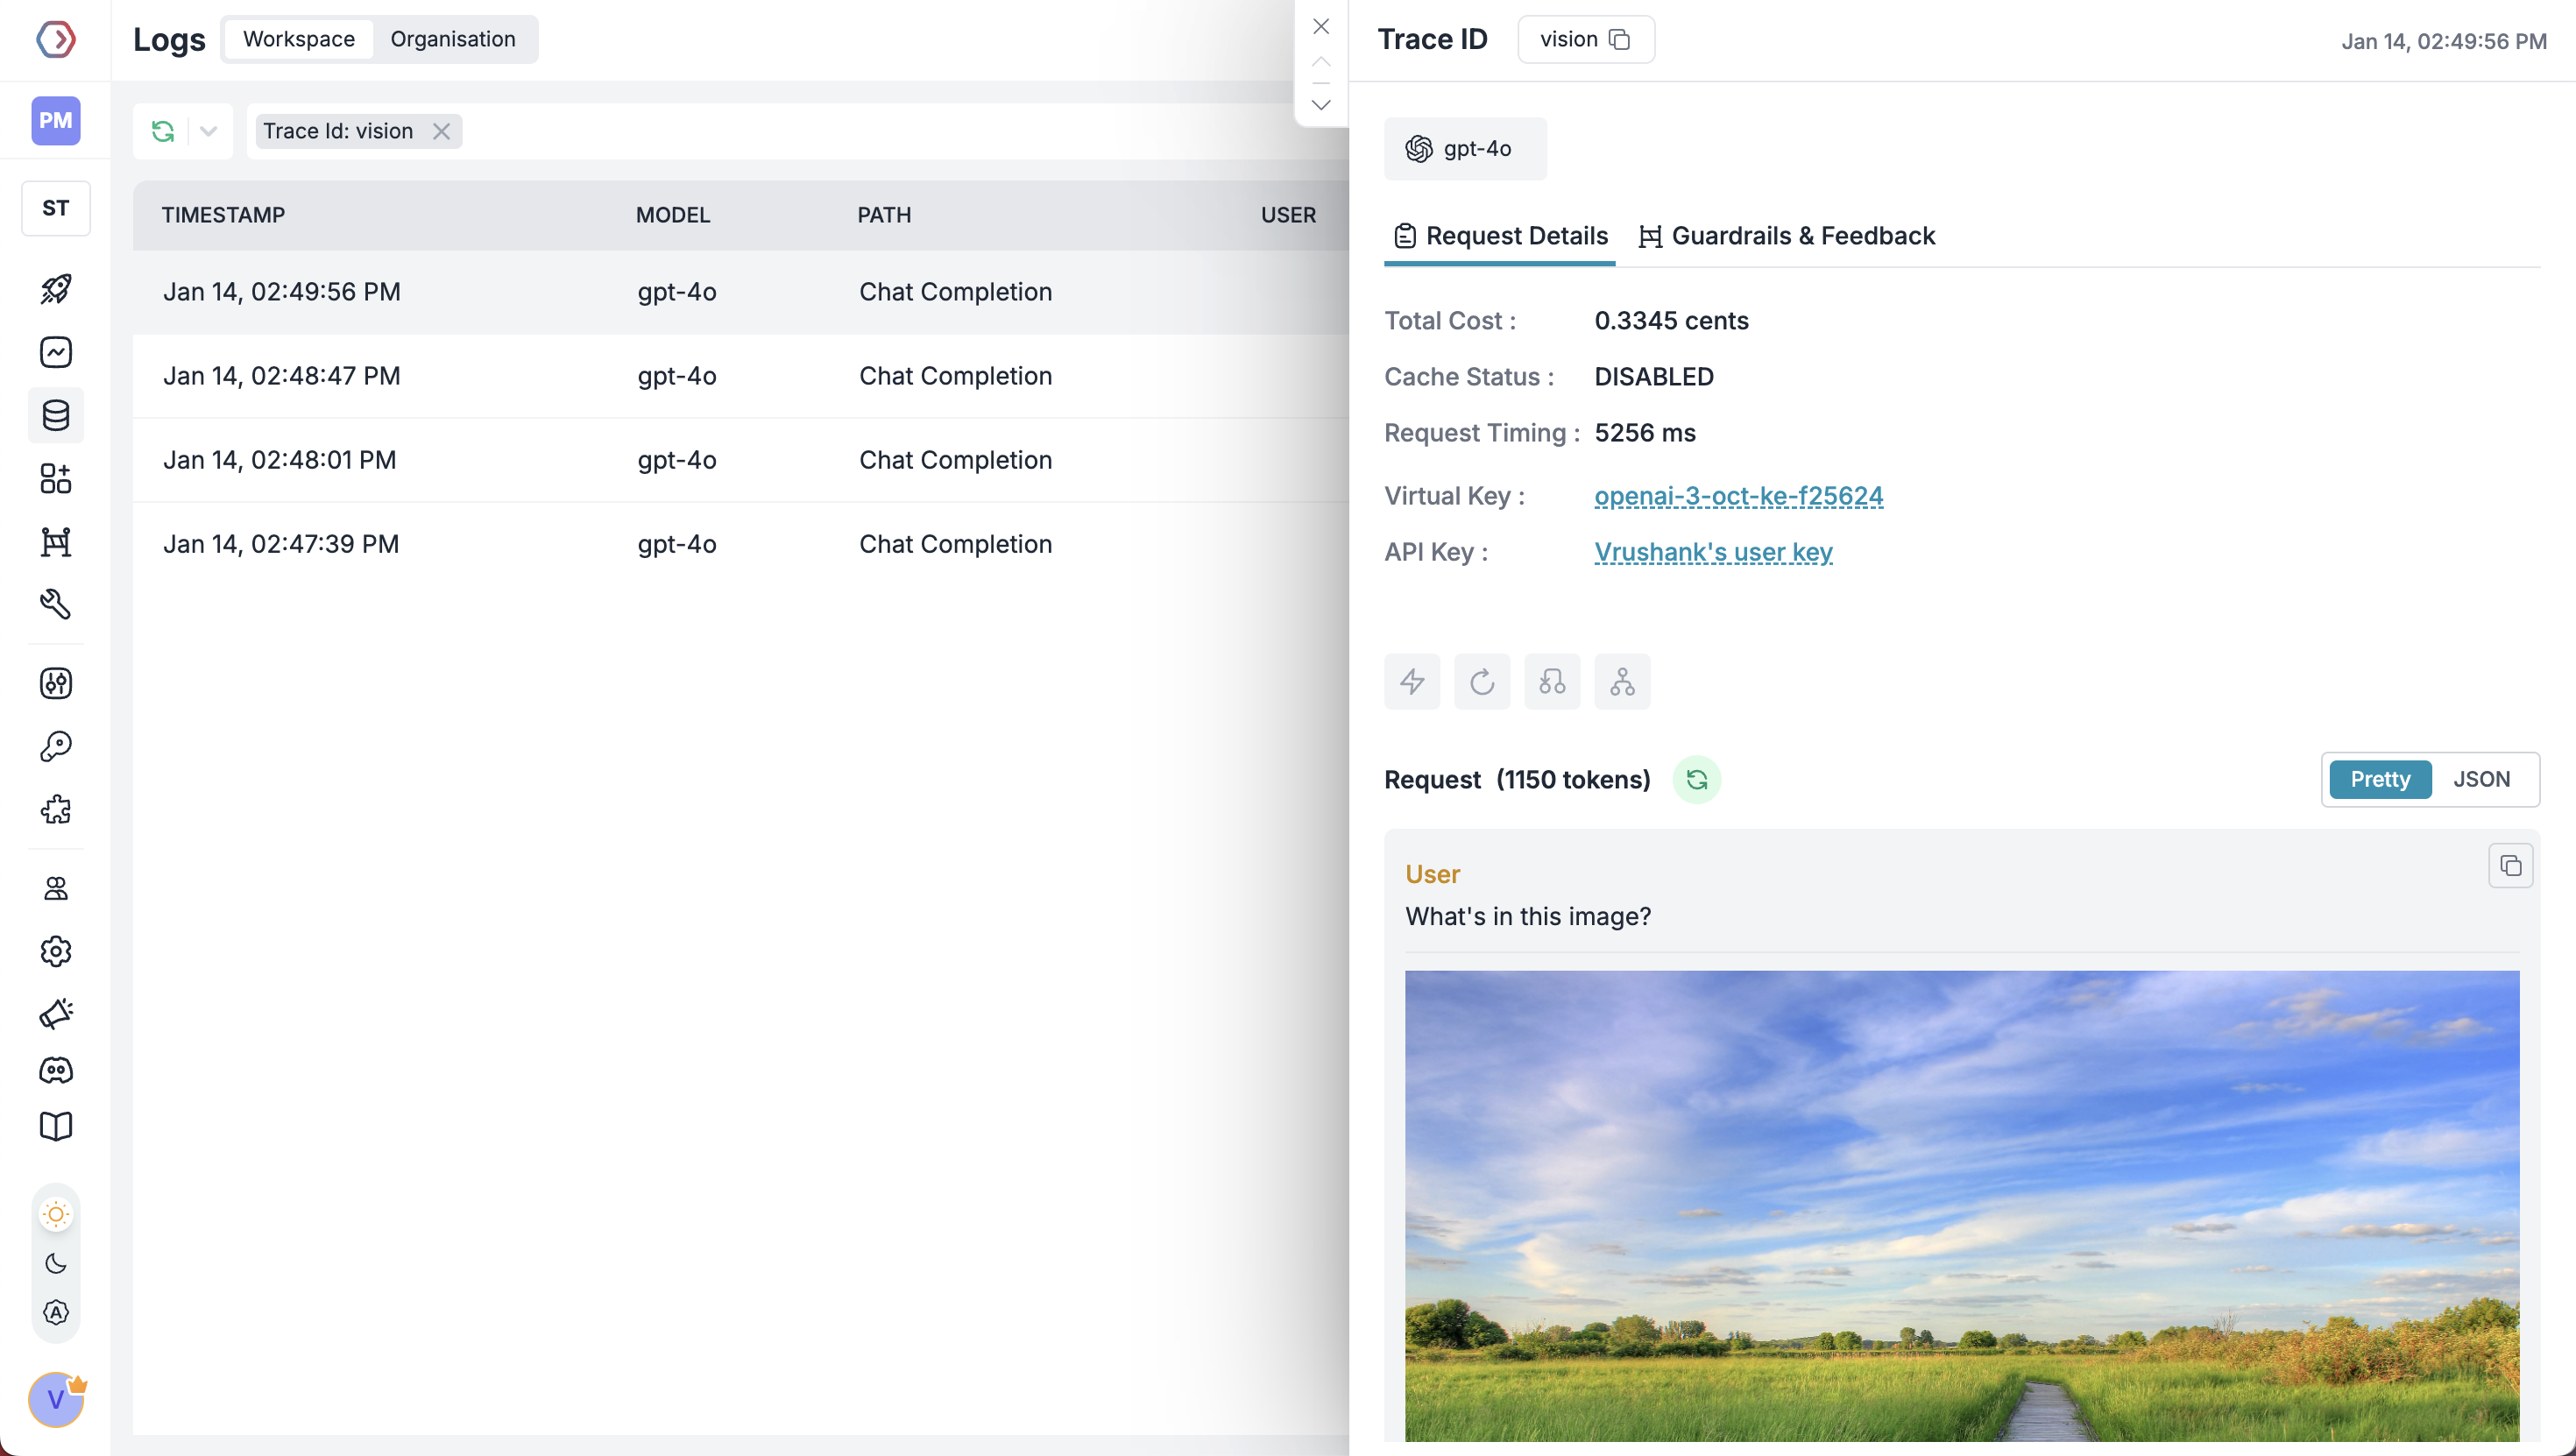 Logs Workspace Organisation
PM
ST
Trace Id: vision
TIMESTAMP MODEL PATH USER
Jan 14, 02:49:56 PM gpt-4o Chat Completion
Jan 14, 02:48:47 PM gpt-4o Chat Completion
Jan 14, 02:48:01 PM gpt-4o Chat Completion
Jan 14, 02:47:39 PM gpt-4o Chat Completion
A
V
Trace ID vision Jan 14, 02:49:56 PM
gpt-4o
Request Details Guardrails & Feedback
Total Cost : 0.3345 cents
Cache Status : DISABLED
Request Timing : 5256 ms
Virtual Key : openai-3-oct-ke-f25624
API Key : Vrushank's user key
Request (1150 tokens) Pretty JSON
User
What's in this image?